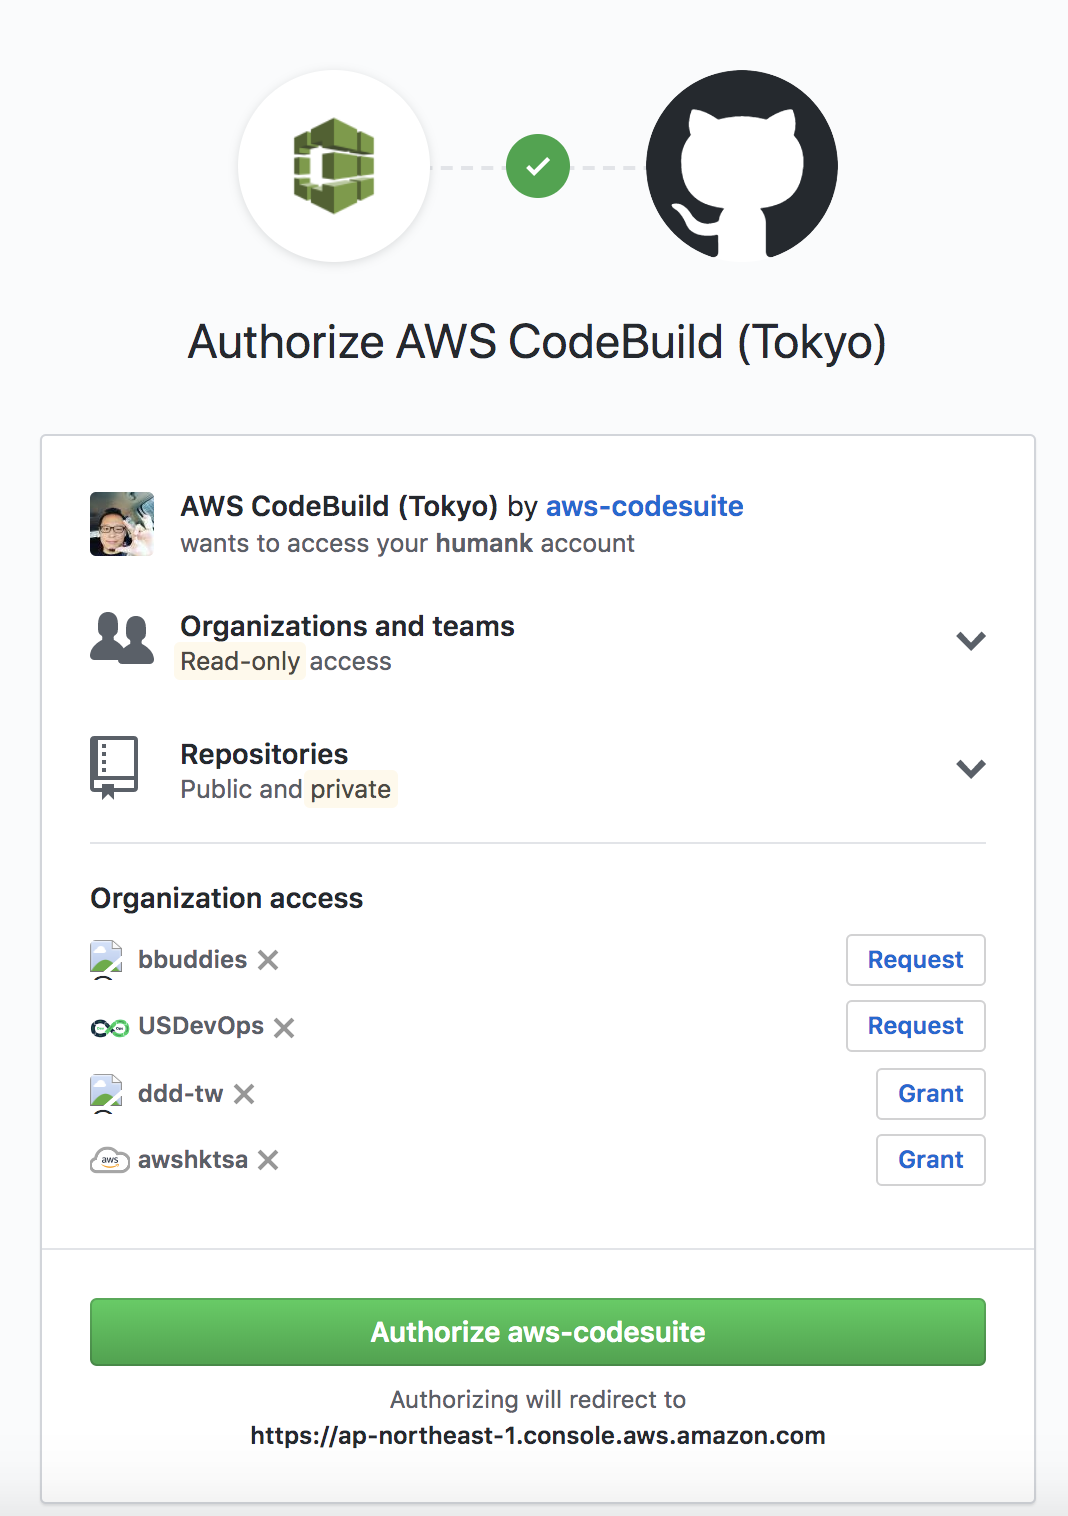 Authorize AWS CodeBuild (Tokyo)
AWS CodeBuild (Tokyo) by aws-codesuite
wants to access your humank account
Organizations and teams
Read-only access
Repositories
Public and private
Organization access
bbuddies
Request
USDevOps
Request
ddd-tw
Grant
aws
awshktsa
Grant
Authorize aws-codesuite
Authorizing will redirect to
https://ap-northeast-1.console.aws.amazon.com